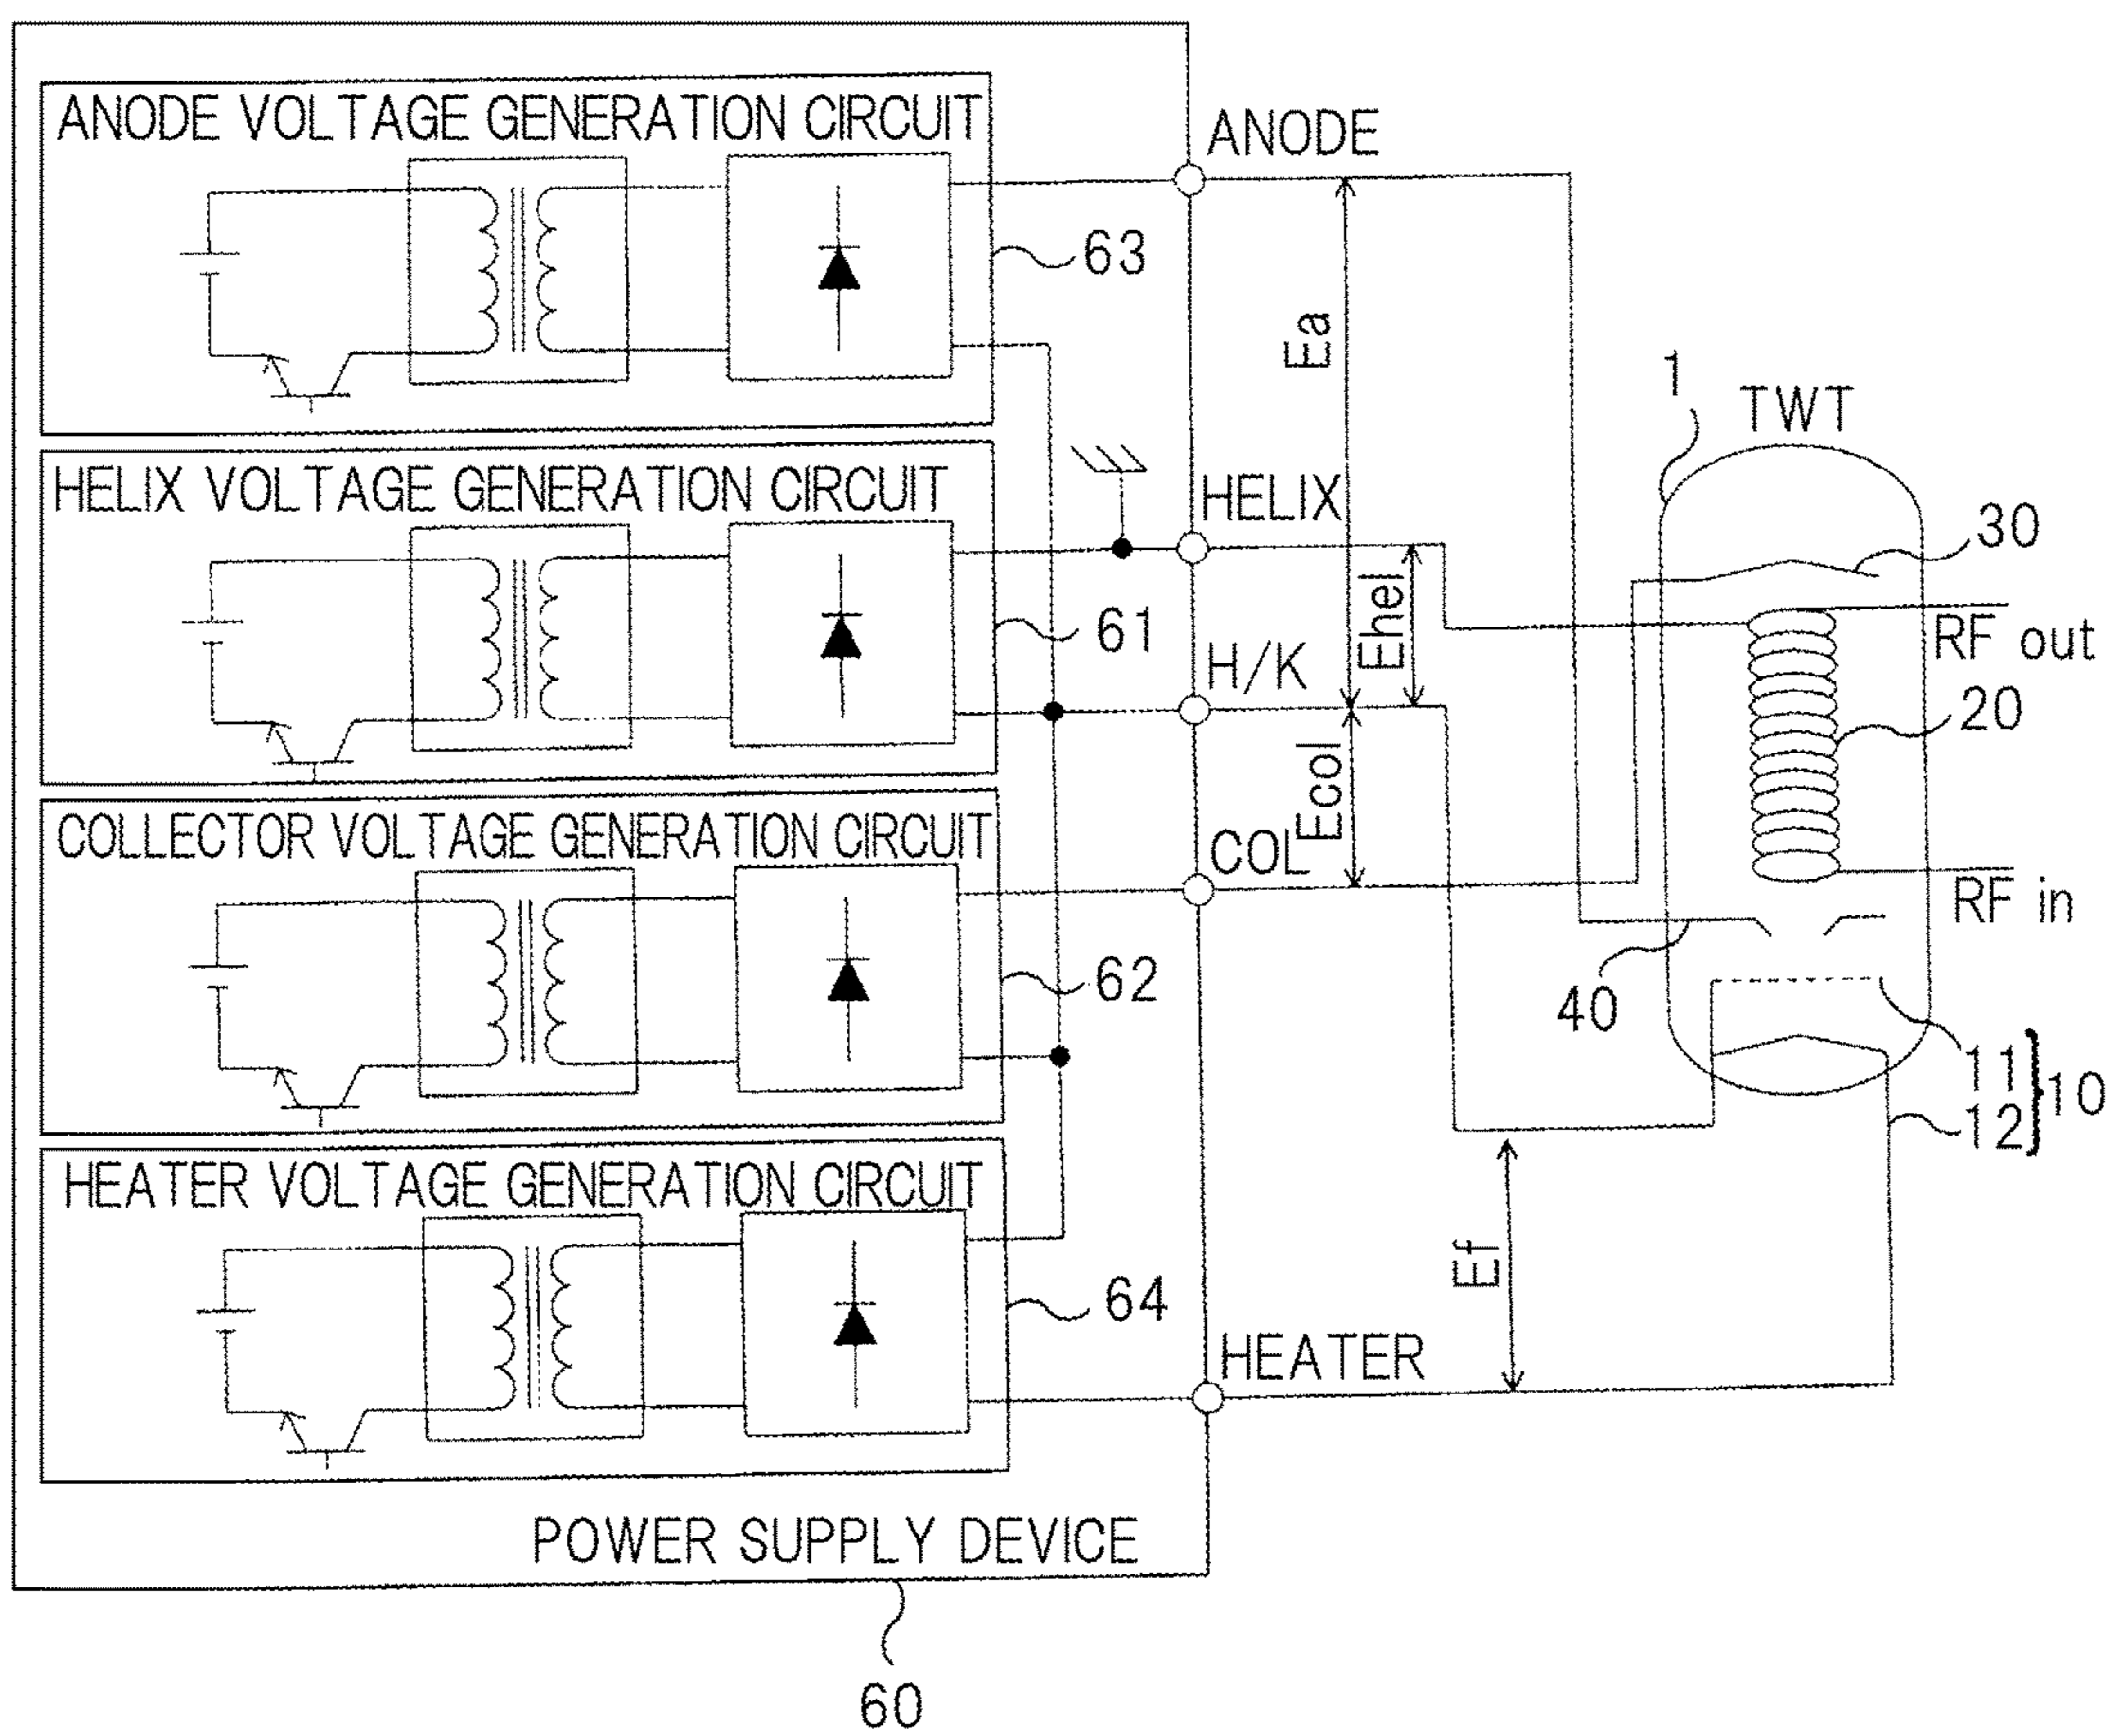 ANODE VOLTAGE GENERATION CIRCUIT
ANODE
63
Ea
HELIX VOLTAGE GENERATION CIRCUIT
HELIX
61
H/K
Ehel
COLLECTOR VOLTAGE GENERATION CIRCUIT
COL
Ecol
62
HEATER VOLTAGE GENERATION CIRCUIT
64
HEATER
Ef
POWER SUPPLY DEVICE
60
1
TWT
30
RF out
20
RF in
40
11
12
10